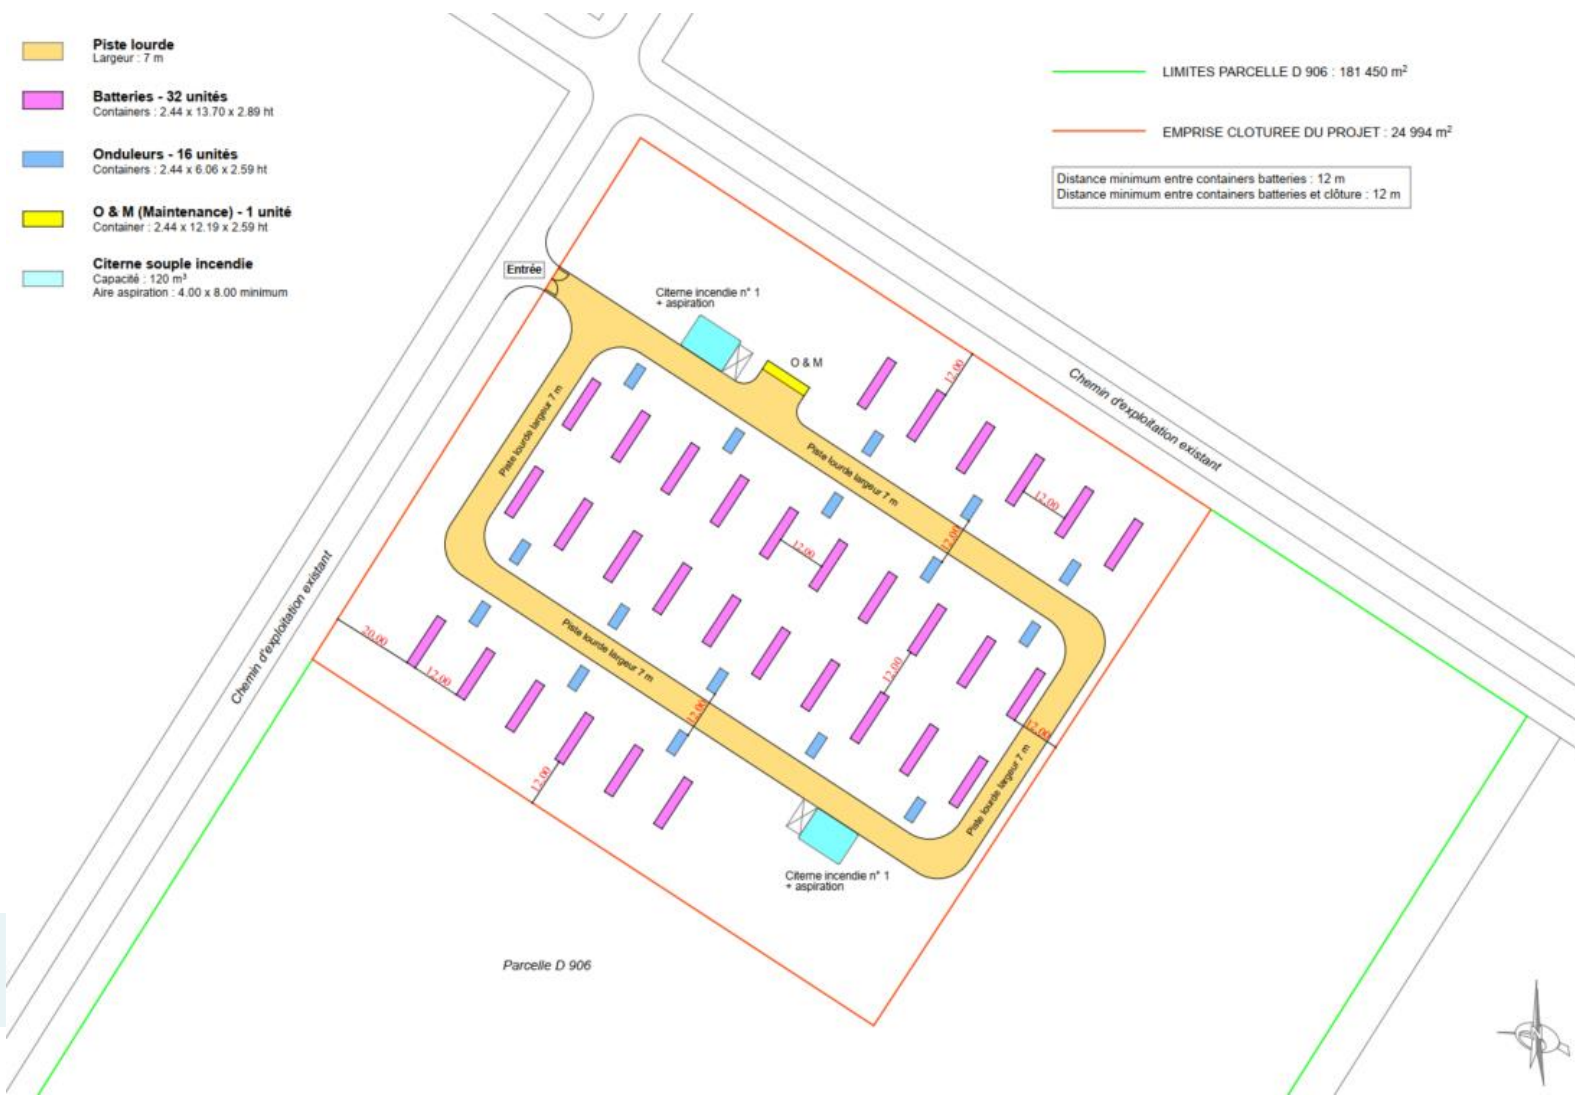 Piste lourde
Largeur : 7 m
Batteries - 32 unités
Containers : 2.44 x 13.70 x 2.89 ht
Onduleurs - 16 unités
Containers : 2.44 x 6.06 x 2.59 ht
O & M (Maintenance) - 1 unité
Container : 2.44 x 12.19 x 2.59 ht
Citerne souple incendie
Capacité : 120 m³
Aire aspiration : 4.00 x 8.00 minimum
LIMITES PARCELLE D 906 : 181 450 m²
EMPRISE CLOTUREE DU PROJET : 24 994 m²
Distance minimum entre containers batteries : 12 m
Distance minimum entre containers batteries et clôture : 12 m
Entrée
Citerne incendie n° 1
+ aspiration
O & M
12.00
Chemin d'exploitation existant
Piste lourde largeur 7 m
Piste lourde largeur 7 m
12.00
12.00
12.00
Chemin d'exploitation existant
20.00
12.00
Piste lourde largeur 7 m
12.00
12.00
12.00
12.00
Piste lourde largeur 7 m
Citerne incendie n° 1
+ aspiration
Parcelle D 906
N